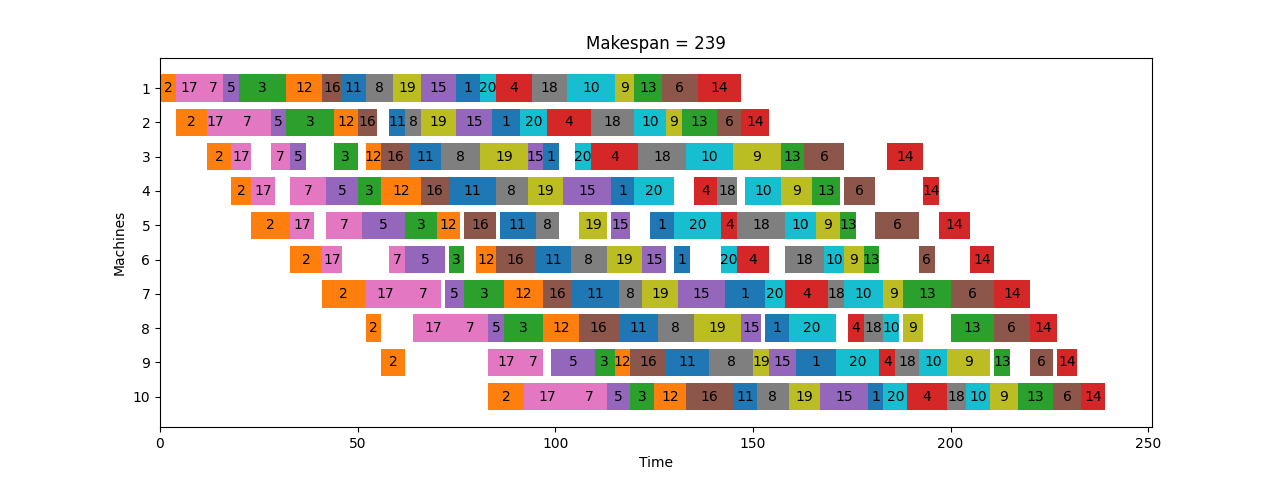 Makespan = 239
Machines
1 2 17 7 5 3 12 16 11 8 19 15 1 20 4 18 10 9 13 6 14
2 2 17 7 5 3 12 16 11 8 19 15 1 20 4 18 10 9 13 6 14
3 2 17 7 5 3 12 16 11 8 19 15 1 20 4 18 10 9 13 6 14
4 2 17 7 5 3 12 16 11 8 19 15 1 20 4 18 10 9 13 6 14
5 2 17 7 5 3 12 16 11 8 19 15 1 20 4 18 10 9 13 6 14
6 2 17 7 5 3 12 16 11 8 19 15 1 20 4 18 10 9 13 6 14
7 2 17 7 5 3 12 16 11 8 19 15 1 20 4 18 10 9 13 6 14
8 2 17 7 5 3 12 16 11 8 19 15 1 20 4 18 10 9 13 6 14
9 2 17 7 5 3 12 16 11 8 19 15 1 20 4 18 10 9 13 6 14
10 2 17 7 5 3 12 16 11 8 19 15 1 20 4 18 10 9 13 6 14
0 50 100 150 200 250
Time